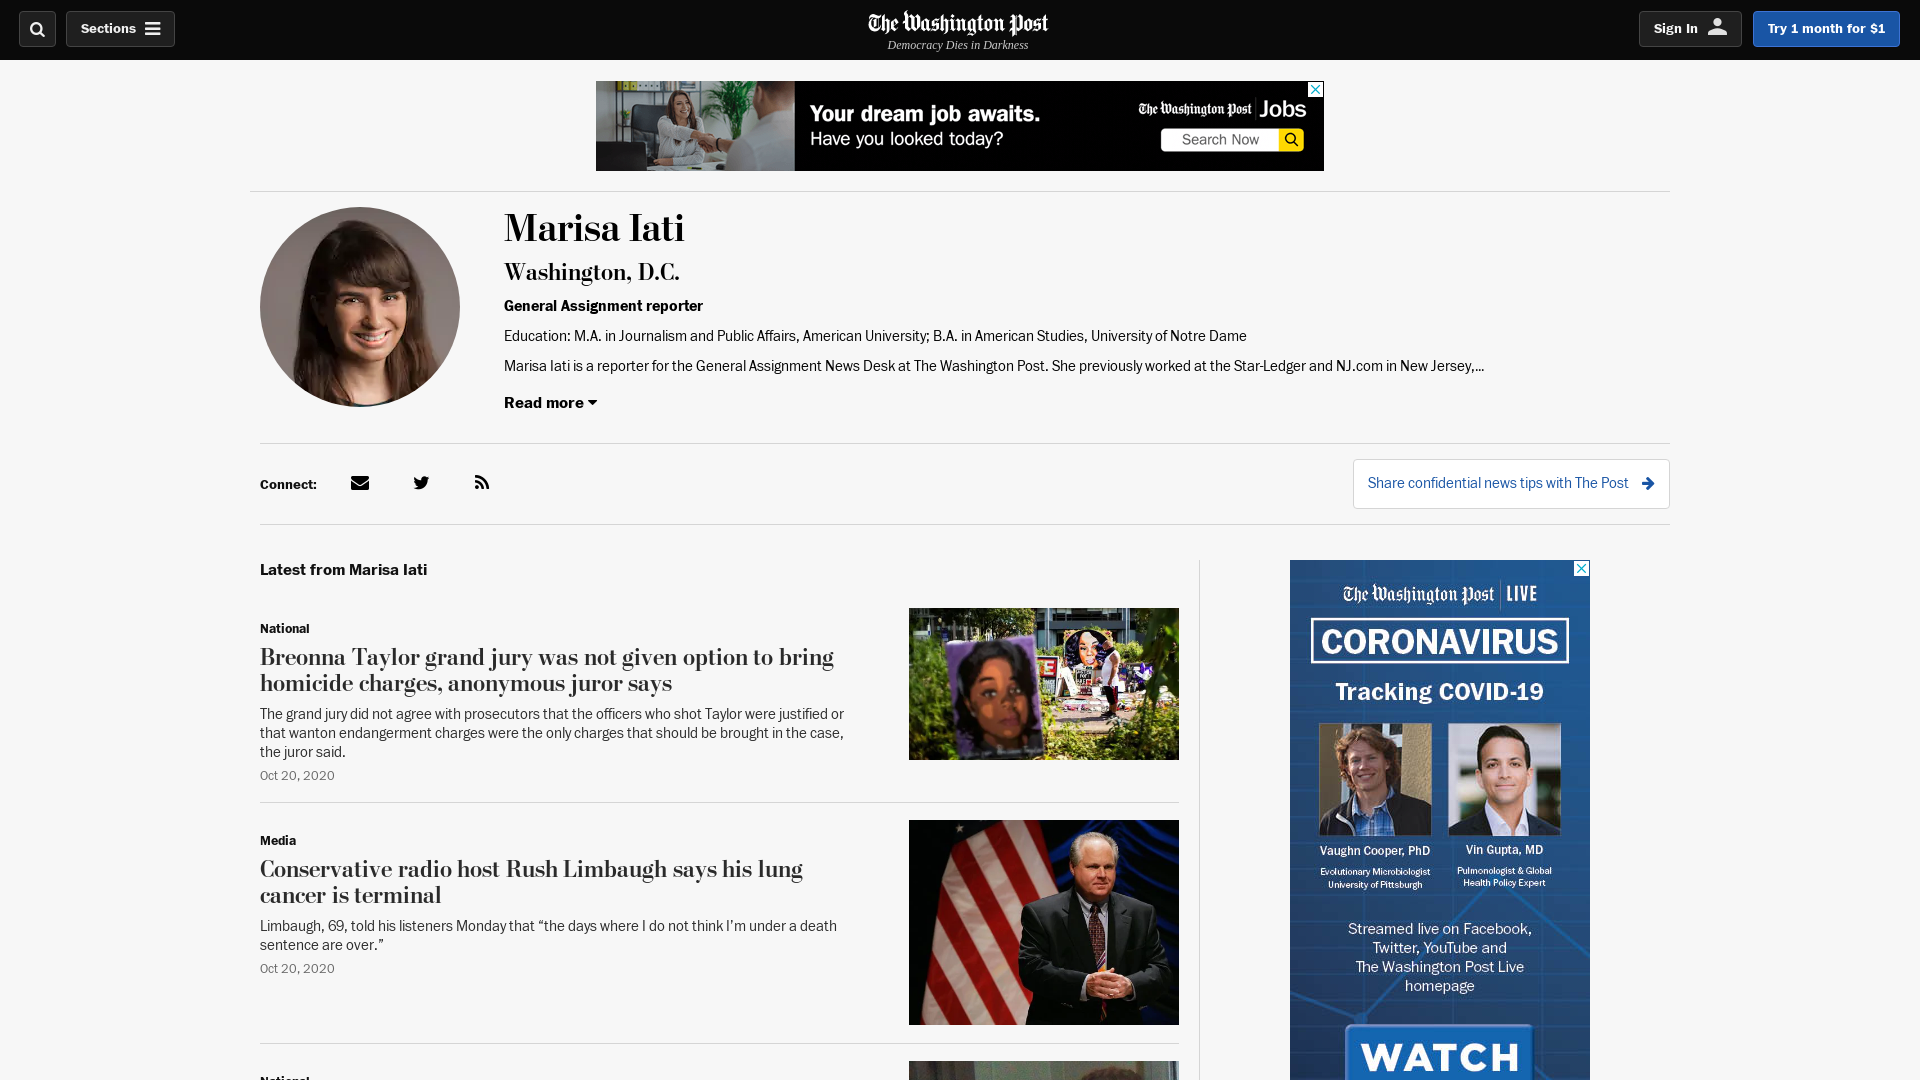 Sections
The Washington Post
Democracy Dies in Darkness
Sign In
Try 1 month for $1
Your dream job awaits.
Have you looked today?
The Washington Post Jobs
Search Now
Marisa Iati
Washington, D.C.
General Assignment reporter
Education: M.A. in Journalism and Public Affairs, American University; B.A. in American Studies, University of Notre Dame
Marisa Iati is a reporter for the General Assignment News Desk at The Washington Post. She previously worked at the Star-Ledger and NJ.com in New Jersey,...
Read more
Connect:
Share confidential news tips with The Post
Latest from Marisa Iati
National
Breonna Taylor grand jury was not given option to bring
homicide charges, anonymous juror says
The grand jury did not agree with prosecutors that the officers who shot Taylor were justified or
that wanton endangerment charges were the only charges that should be brought in the case,
the juror said.
Oct 20, 2020
Media
Conservative radio host Rush Limbaugh says his lung
cancer is terminal
Limbaugh, 69, told his listeners Monday that “the days where I do not think I’m under a death
sentence are over.”
Oct 20, 2020
National
The Washington Post LIVE
CORONAVIRUS
Tracking COVID-19
Vaughn Cooper, PhD
Evolutionary Microbiologist
University of Pittsburgh
Vin Gupta, MD
Pulmonologist & Global
Health Policy Expert
Streamed live on Facebook,
Twitter, YouTube and
The Washington Post Live
homepage
WATCH